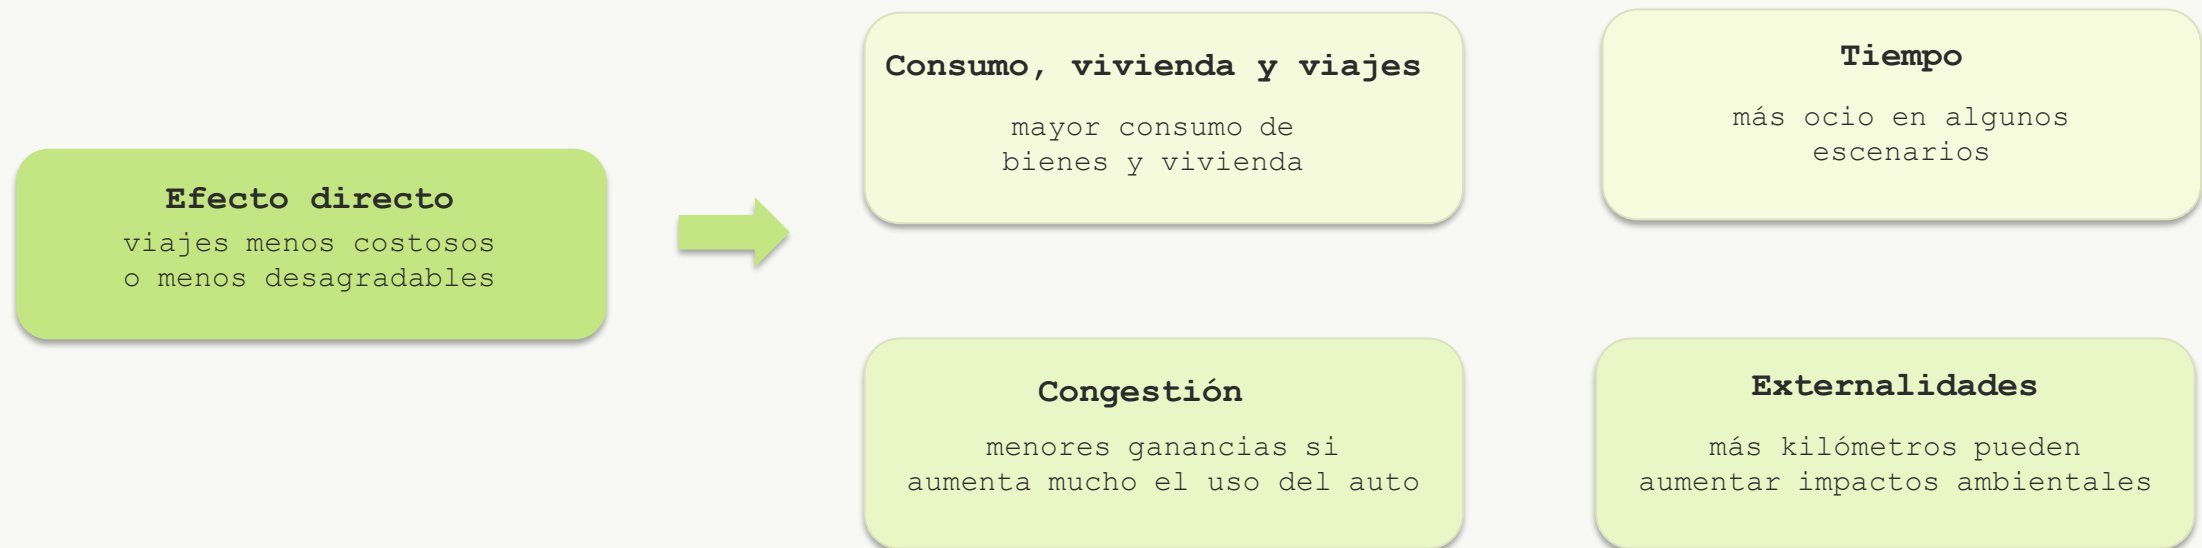 Efecto directo
viajes menos costosos
o menos desagradables
Consumo, vivienda y viajes
mayor consumo de
bienes y vivienda
Tiempo
más ocio en algunos
escenarios
Congestión
menores ganancias si
aumenta mucho el uso del auto
Externalidades
más kilómetros pueden
aumentar impactos ambientales